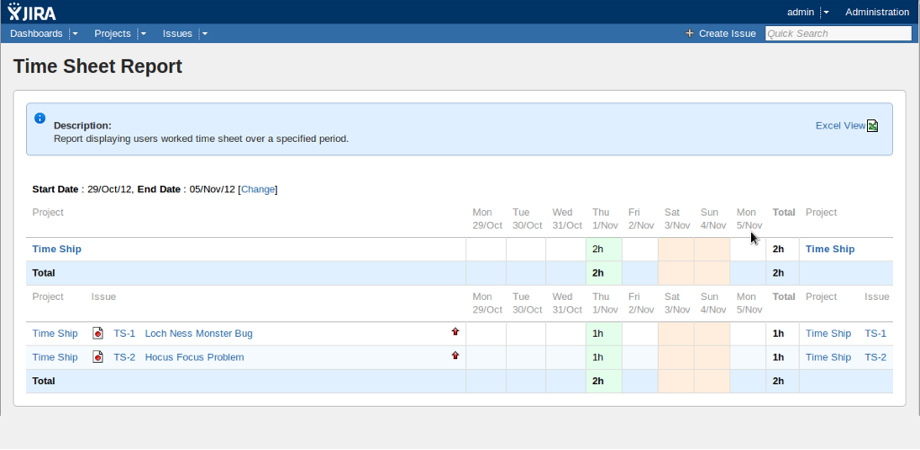 JIRA admin Administration
Dashboards Projects Issues + Create Issue Quick Search
Time Sheet Report
Description:
Excel View
Report displaying users worked time sheet over a specified period.
Start Date : 29/Oct/12, End Date : 05/Nov/12 [Change]
Project Mon Tue Wed Thu Fri Sat Sun Mon Total Project
29/Oct 30/Oct 31/Oct 1/Nov 2/Nov 3/Nov 4/Nov 5/Nov
Time Ship 2h 2h Time Ship
Total 2h 2h
Project Issue Mon Tue Wed Thu Fri Sat Sun Mon Total Project Issue
29/Oct 30/Oct 31/Oct 1/Nov 2/Nov 3/Nov 4/Nov 5/Nov
Time Ship TS-1 Loch Ness Monster Bug 1h 1h Time Ship TS-1
Time Ship TS-2 Hocus Focus Problem 1h 1h Time Ship TS-2
Total 2h 2h